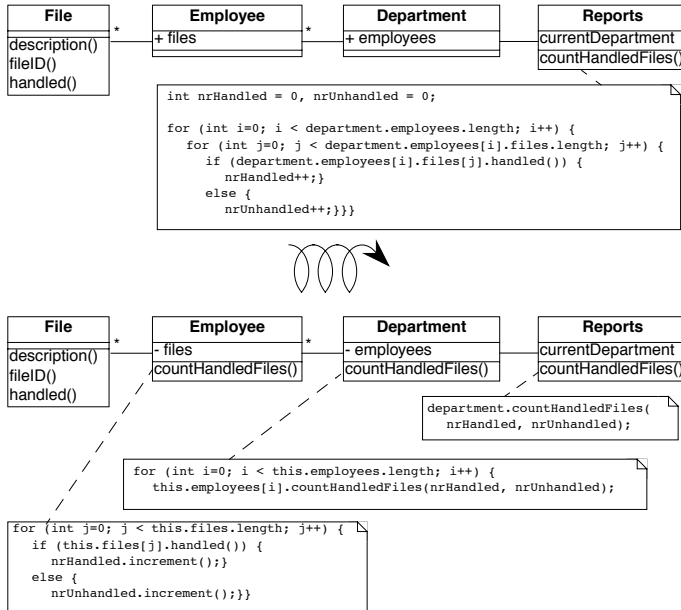 File Employee Department Reports
* + files * + employees currentDepartment
description() countHandledFiles()
fileID()
handled()
int nrHandled = 0, nrUnhandled = 0;
for (int i=0; i < department.employees.length; i++) {
for (int j=0; j < department.employees[i].files.length; j++) {
if (department.employees[i].files[j].handled()) {
nrHandled++;}
else {
nrUnhandled++;}}}
File Employee Department Reports
* - files * - employees currentDepartment
description() countHandledFiles() countHandledFiles() countHandledFiles()
fileID()
handled()
department.countHandledFiles(
nrHandled, nrUnhandled);
for (int i=0; i < this.employees.length; i++) {
this.employees[i].countHandledFiles(nrHandled, nrUnhandled);
for (int j=0; j < this.files.length; j++) {
if (this.files[j].handled()) {
nrHandled.increment();}
else {
nrUnhandled.increment();}}